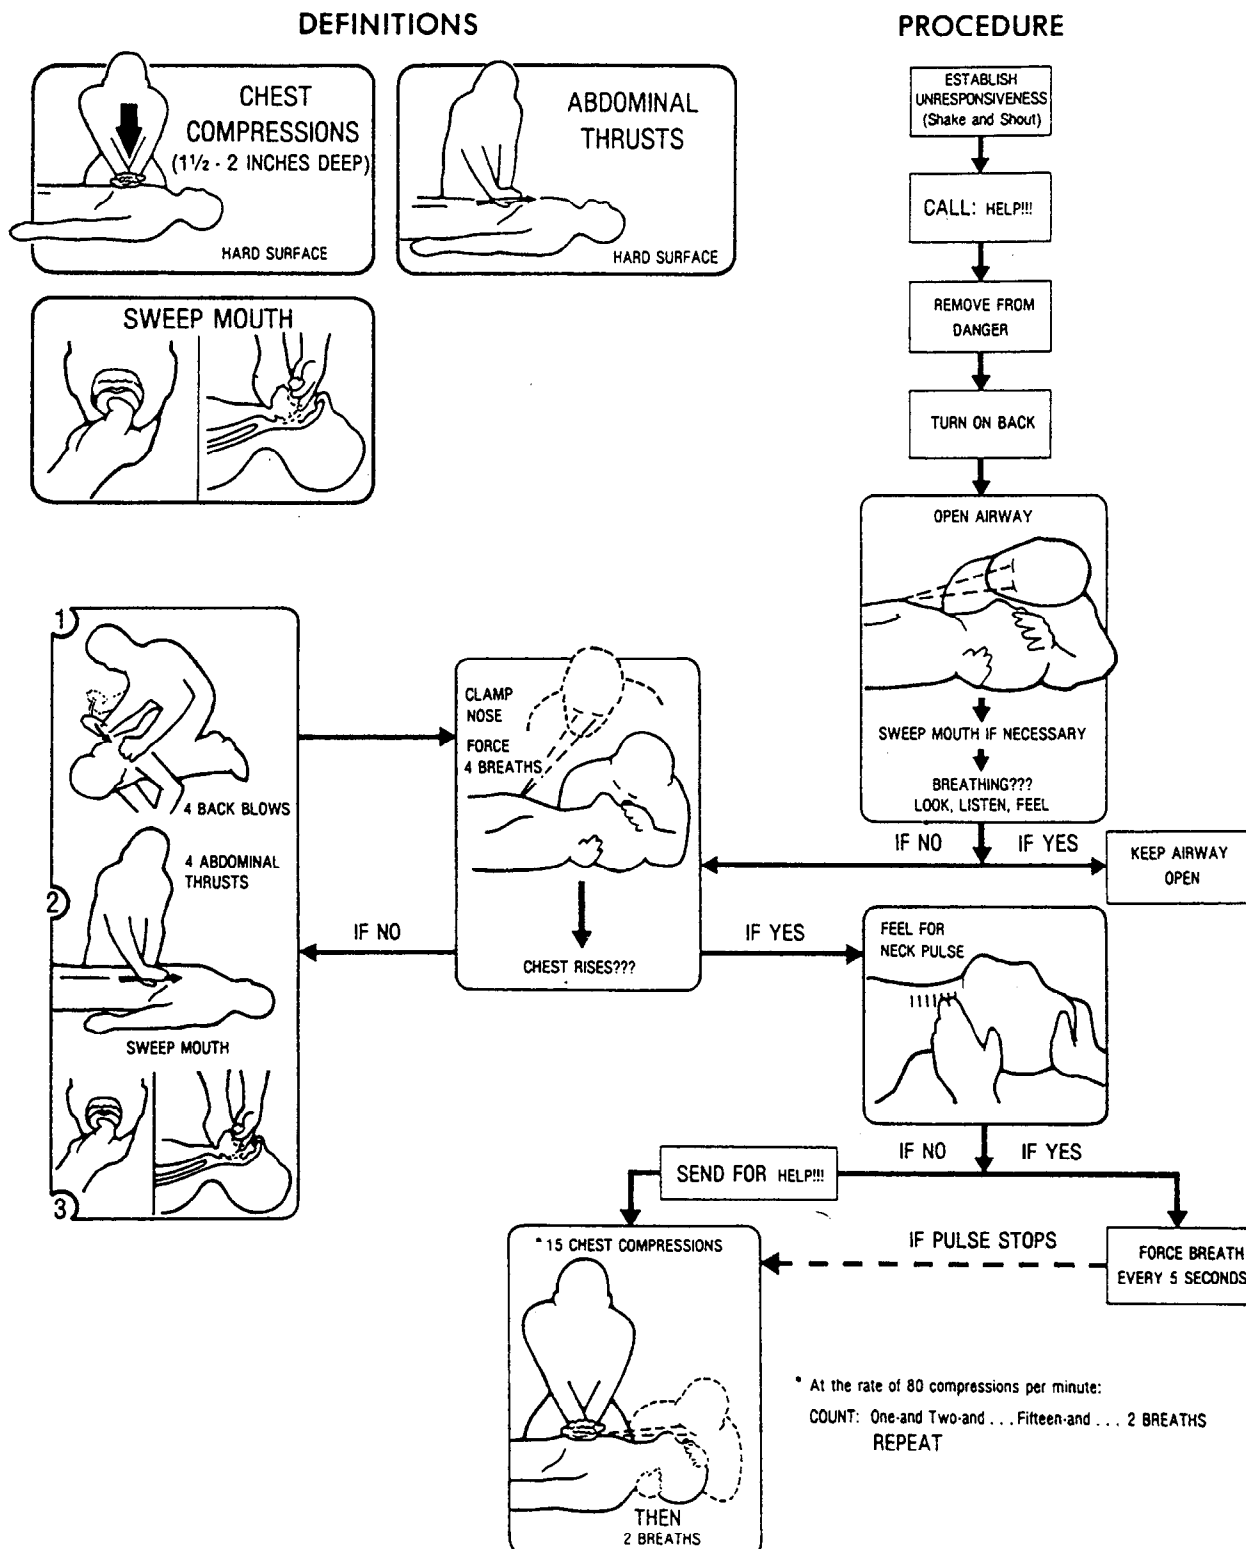 DEFINITIONS
CHEST
COMPRESSIONS
(1½ - 2 INCHES DEEP)
HARD SURFACE
ABDOMINAL
THRUSTS
HARD SURFACE
SWEEP MOUTH
PROCEDURE
ESTABLISH
UNRESPONSIVENESS
(Shake and Shout)
CALL: HELP!!!
REMOVE FROM
DANGER
TURN ON BACK
OPEN AIRWAY
SWEEP MOUTH IF NECESSARY
BREATHING???
LOOK, LISTEN, FEEL
IF NO
IF YES
KEEP AIRWAY
OPEN
CLAMP
NOSE
FORCE
4 BREATHS
CHEST RISES???
IF NO
IF YES
1
4 BACK BLOWS
4 ABDOMINAL
THRUSTS
2
SWEEP MOUTH
3
FEEL FOR
NECK PULSE
IF NO
IF YES
SEND FOR HELP!!!
FORCE BREATH
EVERY 5 SECONDS
IF PULSE STOPS
* 15 CHEST COMPRESSIONS
THEN
2 BREATHS
* At the rate of 80 compressions per minute:
COUNT: One-and Two-and . . . Fifteen-and . . . 2 BREATHS
REPEAT